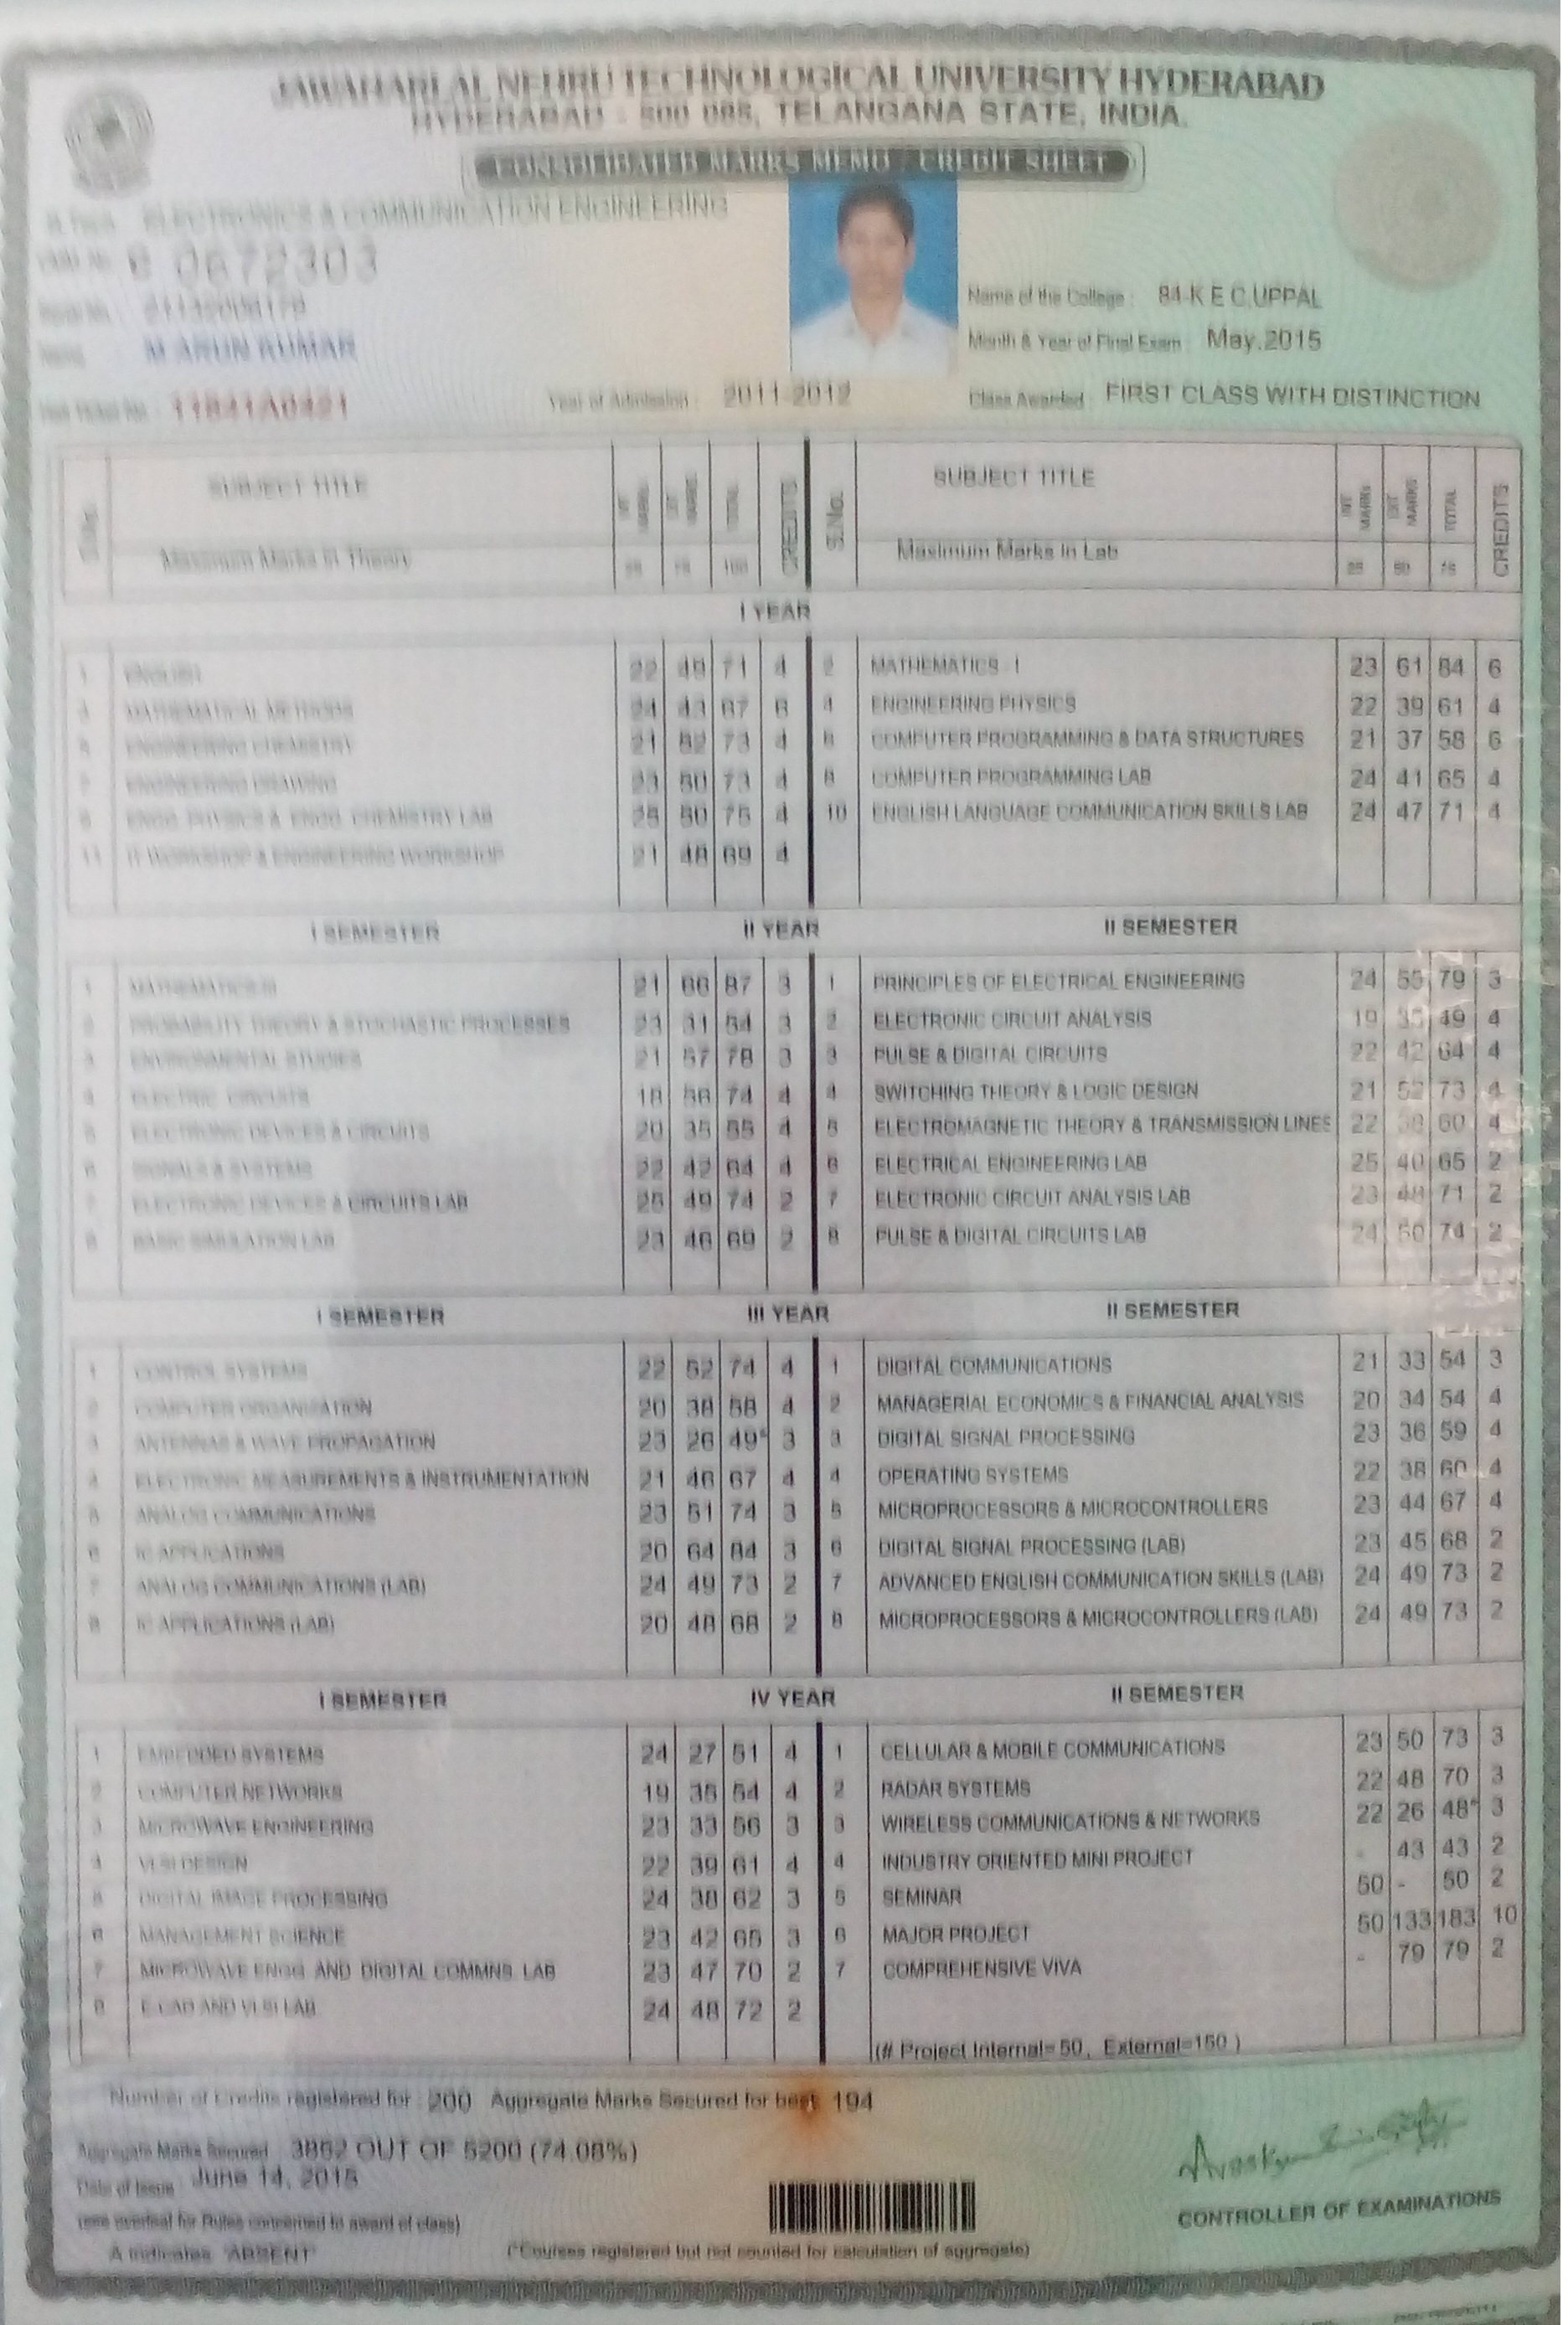 JAWAHARLAL NEHRU TECHNOLOGICAL UNIVERSITY HYDERABAD
HYDERABAD - 500 085, TELANGANA STATE, INDIA.
CONSOLIDATED MARKS MEMO / CREDIT SHEET
ELECTRONICS & COMMUNICATION ENGINEERING
0672303
Name of the College : 84-K E C,UPPAL
M ARUN KUMAR Month & Year of Final Exam : May,2015
11841A0421 Year of Admission : 2011-2012 Class Awarded : FIRST CLASS WITH DISTINCTION
SUBJECT TITLE TOTAL CREDITS S.No. SUBJECT TITLE INT MARKS EXT MARKS TOTAL CREDITS
Maximum Marks in Theory 25 75 100 Maximum Marks in Lab 25 50 75
I YEAR
1 ENGLISH 22 49 71 4 2 MATHEMATICS - I 23 61 84 6
3 MATHEMATICAL METHODS 24 43 67 6 4 ENGINEERING PHYSICS 22 39 61 4
5 ENGINEERING CHEMISTRY 21 52 73 4 6 COMPUTER PROGRAMMING & DATA STRUCTURES 21 37 58 6
7 ENGINEERING DRAWING 23 50 73 4 8 COMPUTER PROGRAMMING LAB 24 41 65 4
9 ENGG. PHYSICS & ENGG. CHEMISTRY LAB 25 50 75 4 10 ENGLISH LANGUAGE COMMUNICATION SKILLS LAB 24 47 71 4
11 IT WORKSHOP & ENGINEERING WORKSHOP 21 48 69 4
I SEMESTER II YEAR II SEMESTER
1 MATHEMATICS-III 21 66 87 3 1 PRINCIPLES OF ELECTRICAL ENGINEERING 24 55 79 3
2 PROBABILITY THEORY & STOCHASTIC PROCESSES 23 31 54 3 2 ELECTRONIC CIRCUIT ANALYSIS 19 49 4
3 ENVIRONMENTAL STUDIES 21 57 78 3 3 PULSE & DIGITAL CIRCUITS 22 42 64 4
4 ELECTRIC CIRCUITS 18 56 74 4 4 SWITCHING THEORY & LOGIC DESIGN 21 52 73 4
5 ELECTRONIC DEVICES & CIRCUITS 20 35 55 4 5 ELECTROMAGNETIC THEORY & TRANSMISSION LINES 22 38 60 4
6 SIGNALS & SYSTEMS 22 42 64 4 6 ELECTRICAL ENGINEERING LAB 25 40 65 2
7 ELECTRONIC DEVICES & CIRCUITS LAB 25 49 74 2 7 ELECTRONIC CIRCUIT ANALYSIS LAB 23 48 71 2
8 BASIC SIMULATION LAB 23 46 69 2 8 PULSE & DIGITAL CIRCUITS LAB 24 50 74 2
I SEMESTER III YEAR II SEMESTER
1 CONTROL SYSTEMS 22 52 74 4 1 DIGITAL COMMUNICATIONS 21 33 54 3
2 COMPUTER ORGANIZATION 20 38 58 4 2 MANAGERIAL ECONOMICS & FINANCIAL ANALYSIS 20 34 54 4
3 ANTENNAS & WAVE PROPAGATION 23 26 49* 3 3 DIGITAL SIGNAL PROCESSING 23 36 59 4
4 ELECTRONIC MEASUREMENTS & INSTRUMENTATION 21 46 67 4 4 OPERATING SYSTEMS 22 38 60 4
5 ANALOG COMMUNICATIONS 23 51 74 3 5 MICROPROCESSORS & MICROCONTROLLERS 23 44 67 4
6 IC APPLICATIONS 20 64 84 3 6 DIGITAL SIGNAL PROCESSING (LAB) 23 45 68 2
7 ANALOG COMMUNICATIONS (LAB) 24 49 73 2 7 ADVANCED ENGLISH COMMUNICATION SKILLS (LAB) 24 49 73 2
8 IC APPLICATIONS (LAB) 20 48 68 2 8 MICROPROCESSORS & MICROCONTROLLERS (LAB) 24 49 73 2
I SEMESTER IV YEAR II SEMESTER
1 EMBEDDED SYSTEMS 24 27 51 4 1 CELLULAR & MOBILE COMMUNICATIONS 23 50 73 3
2 COMPUTER NETWORKS 19 35 54 4 2 RADAR SYSTEMS 22 48 70 3
3 MICROWAVE ENGINEERING 23 33 56 3 3 WIRELESS COMMUNICATIONS & NETWORKS 22 26 48* 3
4 VLSI DESIGN 22 39 61 4 4 INDUSTRY ORIENTED MINI PROJECT - 43 43 2
5 DIGITAL IMAGE PROCESSING 24 38 62 3 5 SEMINAR 50 - 50 2
6 MANAGEMENT SCIENCE 23 42 65 3 6 MAJOR PROJECT 50 133 183 10
7 MICROWAVE ENGG. AND DIGITAL COMMNS. LAB 23 47 70 2 7 COMPREHENSIVE VIVA - 79 79 2
8 E-CAD AND VLSI LAB 24 48 72 2
(# Project Internal= 50, External=150 )
Number of Credits registered for : 200 Aggregate Marks Secured for best 194
Aggregate Marks Secured : 3852 OUT OF 5200 (74.08%)
Date of Issue June 14, 2015
(see overleaf for Rules concerned to award of class)
CONTROLLER OF EXAMINATIONS
A indicates 'ABSENT'
(*Courses registered but not counted for calculation of aggregate)